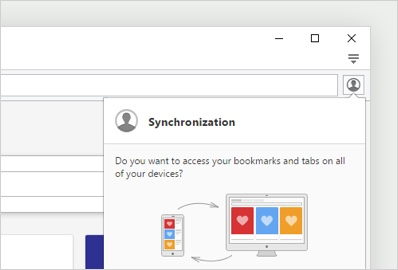 Synchronization
Do you want to access your bookmarks and tabs on all
of your devices?